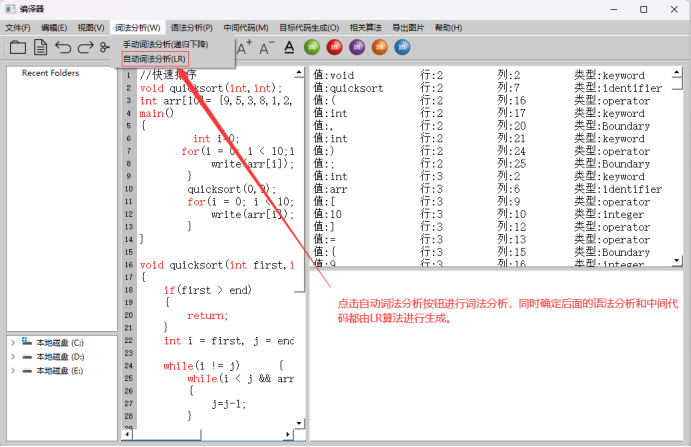 编译器
文件(F) 编辑(E) 视图(V) 词法分析(W) 语法分析(P) 中间代码(M) 目标代码生成(O) 相关算法 导出图片 帮助(H)
手动词法分析(递归下降)
自动词法分析(LR)
A+ A- A m m m m m
Recent Folders
本地磁盘 (C:)
本地磁盘 (D:)
本地磁盘 (E:)
1 //快速排序
2 void quicksort(int,int);
3 int arr[10]= {9,5,3,8,1,2,
4 main()
5 {
6 int i=0;
7 for(i = 0; i < 10;i
8 write(arr[i]);
9 }
10 quicksort(0,9);
11 for(i = 0; i < 10;
12 write(arr[i]);
13 }
14 }
15
16 void quicksort(int first,i
17 {
18 if(first > end)
19 {
20 return;
21 }
22 int i = first, j = end
23
24 while(i != j) {
25 while(i < j && arr
26 {
27 j=j-1;
28 }
29
值:void 行:2 列:2 类型:keyword
值:quicksort 行:2 列:7 类型:identifier
值:( 行:2 列:16 类型:operator
值:int 行:2 列:17 类型:keyword
值:, 行:2 列:20 类型:Boundary
值:int 行:2 列:21 类型:keyword
值:) 行:2 列:24 类型:operator
值:; 行:2 列:25 类型:Boundary
值:int 行:3 列:2 类型:keyword
值:arr 行:3 列:6 类型:identifier
值:[ 行:3 列:9 类型:operator
值:10 行:3 列:10 类型:integer
值:] 行:3 列:12 类型:operator
值:= 行:3 列:13 类型:operator
值:{ 行:3 列:15 类型:Boundary
值:9 行:3 列:16 类型:integer
点击自动词法分析按钮进行词法分析，同时确定后面的语法分析和中间代
码都由LR算法进行生成。